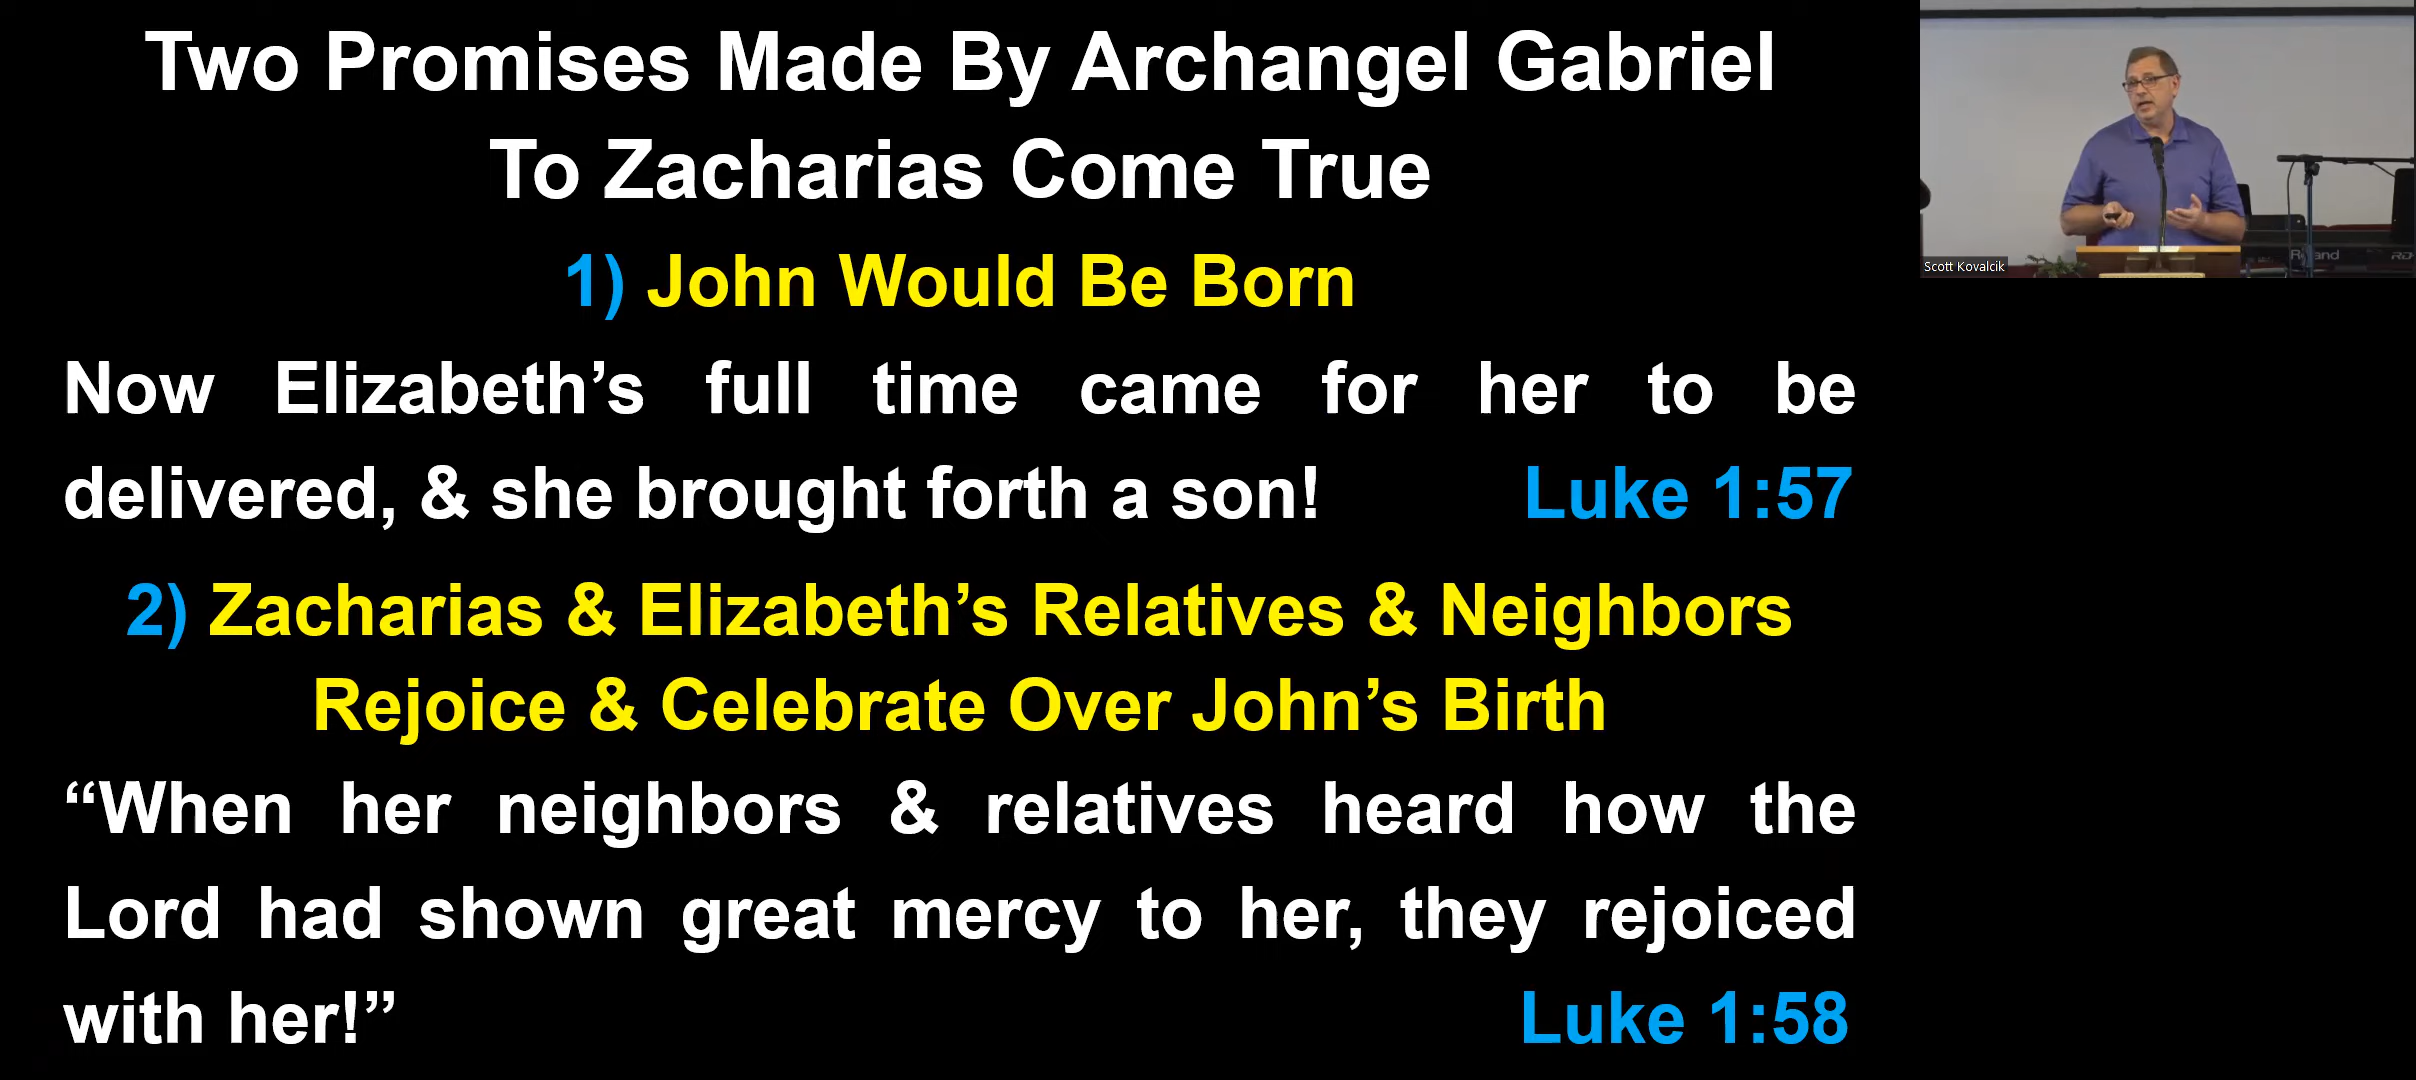 Two Promises Made By Archangel Gabriel
To Zacharias Come True
1) John Would Be Born
Now Elizabeth’s full time came for her to be
delivered, & she brought forth a son! Luke 1:57
2) Zacharias & Elizabeth’s Relatives & Neighbors
Rejoice & Celebrate Over John’s Birth
“When her neighbors & relatives heard how the
Lord had shown great mercy to her, they rejoiced
with her!” Luke 1:58
Scott Kovalcik
Roland
RD